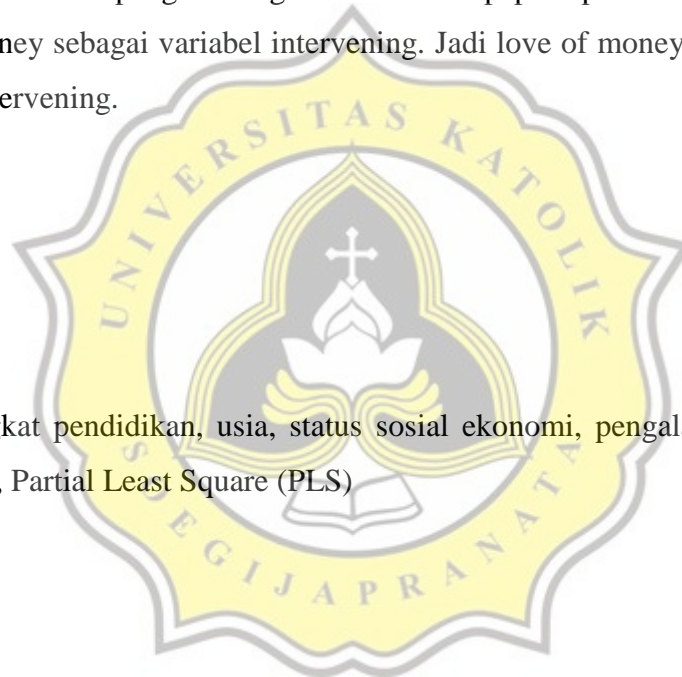 ney sebagai variabel intervening. Jadi love of money
ervening.
UNIVERSITAS KATOLIK
gkat pendidikan, usia, status sosial ekonomi, pengal
, Partial Least Square (PLS)
SOEGIJAPRANATA